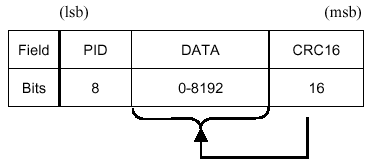 (lsb) (msb)
Field PID DATA CRC16
Bits 8 0-8192 16